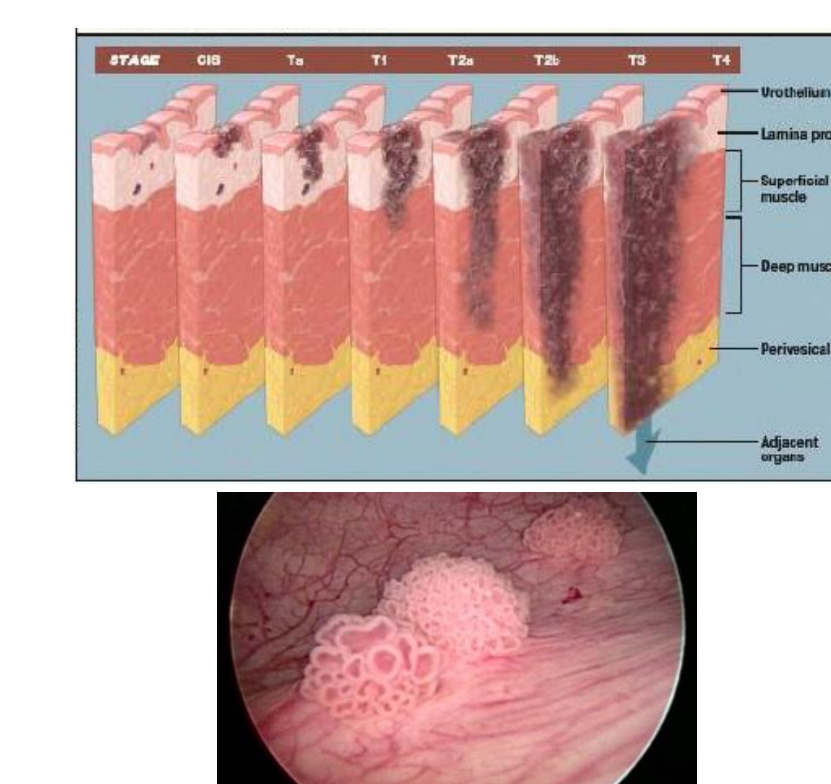 STAGE CIS Ta T1 T2a T2b T3 T4
Urothelium
Lamina pro
Superficial
muscle
Deep musc
Perivesical
Adjacent
organs